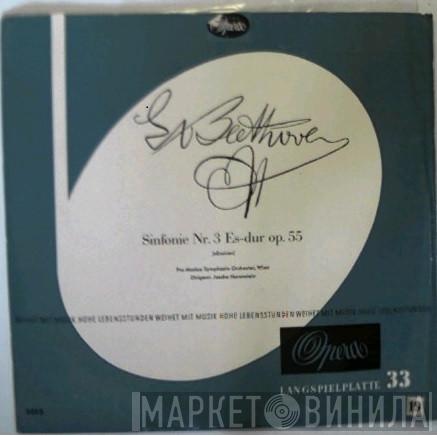 Opera
L v Beethoven
Sinfonie Nr. 3 Es-dur op. 55
Pro Musica Symphonie-Orchester, Wien
Dirigent: Jascha Horenstein
WEIHET MIT MUSIK HOHE LEBENSSTUNDEN WEIHET MIT MUSIK HOHE LEBENSSTUNDEN WEIHET MIT MUSIK HOHE LEBENSSTUNDEN
Opera
LANGSPIELPLATTE 33
МАРКЕТ ВИНИЛА